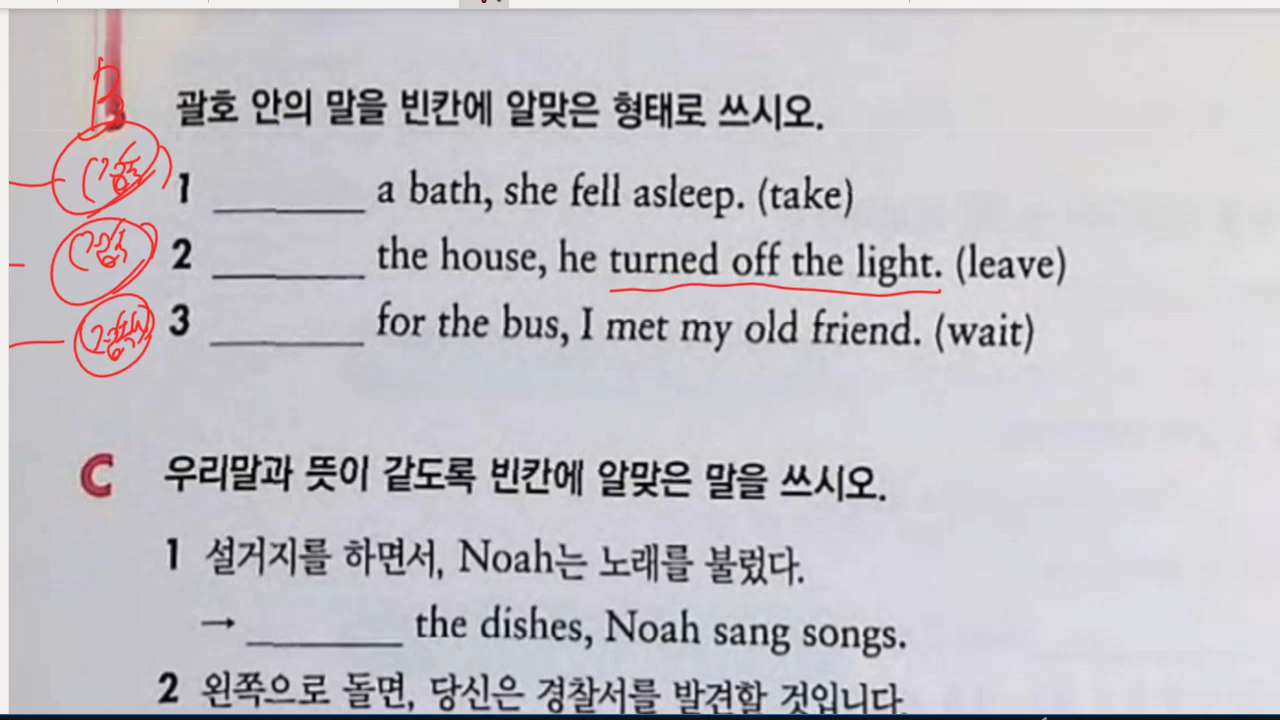 B
괄호 안의 말을 빈칸에 알맞은 형태로 쓰시오.
1 ________ a bath, she fell asleep. (take)
2 ________ the house, he turned off the light. (leave)
3 ________ for the bus, I met my old friend. (wait)
C 우리말과 뜻이 같도록 빈칸에 알맞은 말을 쓰시오.
1 설거지를 하면서, Noah는 노래를 불렀다.
→ ________ the dishes, Noah sang songs.
2 왼쪽으로 돌면, 당신은 경찰서를 발견할 것입니다.